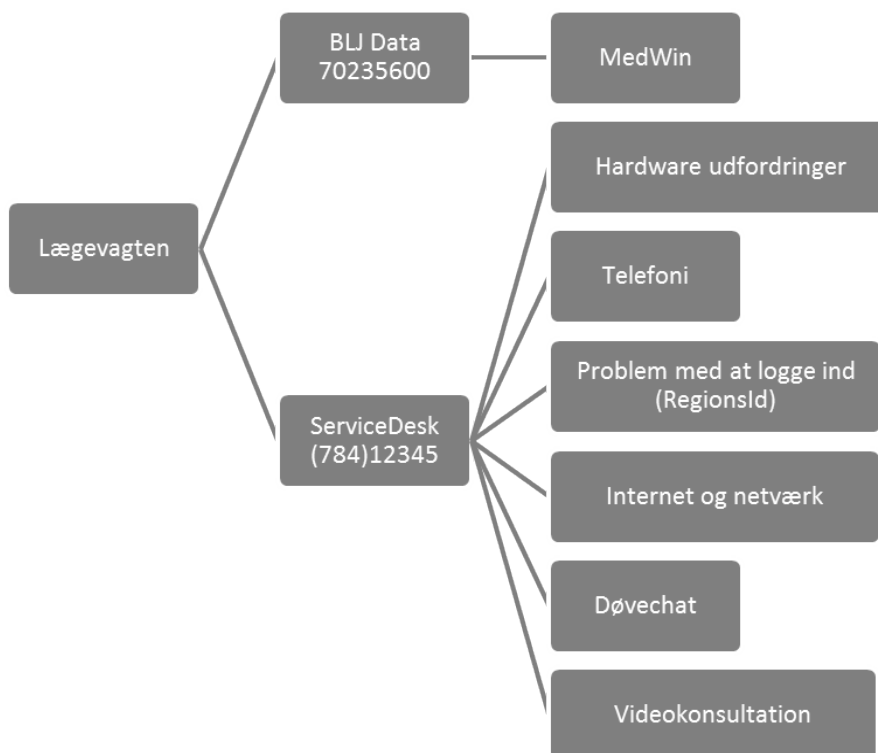 Lægevagten
BLJ Data
70235600
MedWin
ServiceDesk
(784)12345
Hardware udfordringer
Telefoni
Problem med at logge ind
(RegionsId)
Internet og netværk
Døvechat
Videokonsultation